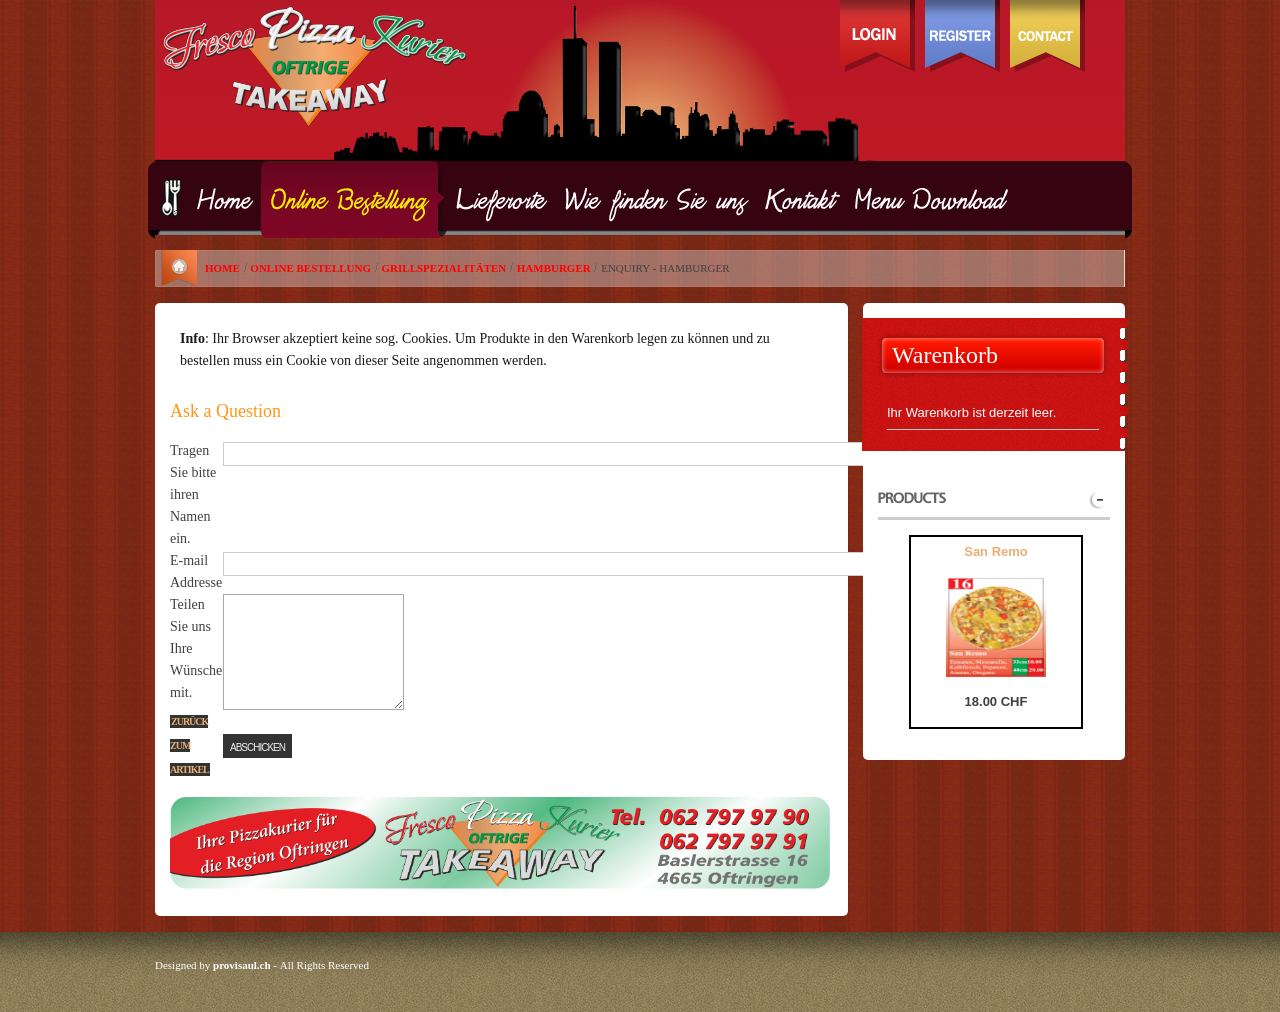 Fresco Pizza Kurier
OFTRIGE
TAKEAWAY
LOGIN
REGISTER
CONTACT
Home
Online Bestellung
Lieferorte
Wie finden Sie uns
Kontakt
Menu Download
HOME / ONLINE BESTELLUNG / GRILLSPEZIALITÄTEN / HAMBURGER / ENQUIRY - HAMBURGER
Info: Ihr Browser akzeptiert keine sog. Cookies. Um Produkte in den Warenkorb legen zu können und zu
bestellen muss ein Cookie von dieser Seite angenommen werden.
Ask a Question
Tragen
Sie bitte
ihren
Namen
ein.
E-mail
Addresse
Teilen
Sie uns
Ihre
Wünsche
mit.
ZURÜCK
ZUM
ARTIKEL
ABSCHICKEN
Ihre Pizzakurier für
die Region Oftringen
Fresco Pizza Kurier
OFTRIGE
TAKEAWAY
Tel. 062 797 97 90
062 797 97 91
Baslerstrasse 16
4665 Oftringen
Warenkorb
Ihr Warenkorb ist derzeit leer.
PRODUCTS
San Remo
16
San Remo
18.00 CHF
Designed by provisaul.ch - All Rights Reserved